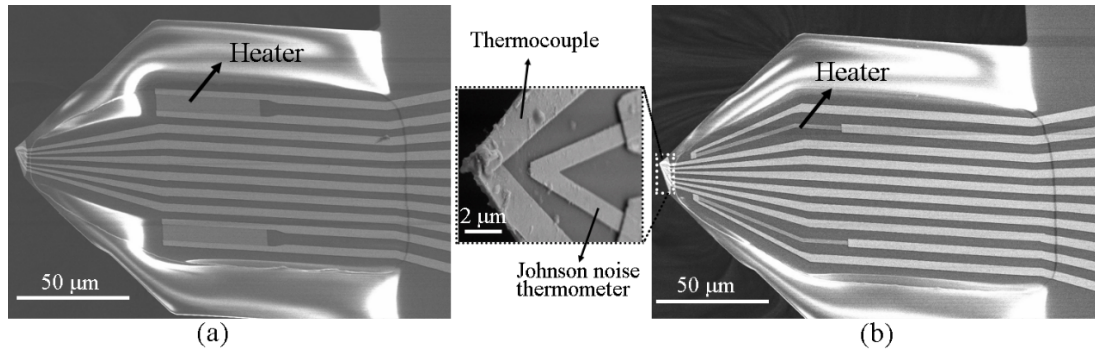 Heater
50 μm
(a)
Thermocouple
2 μm
Johnson noise
thermometer
Heater
50 μm
(b)